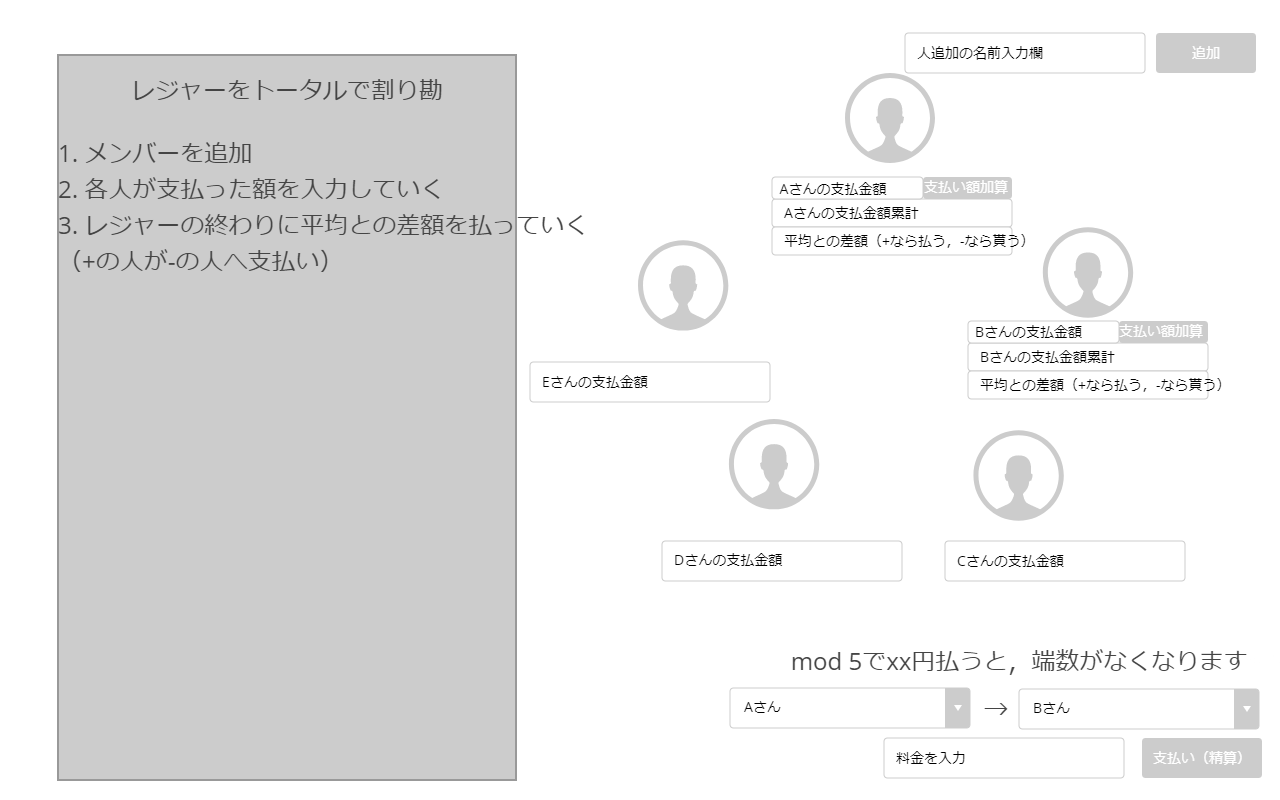 レジャーをトータルで割り勘
1. メンバーを追加
2. 各人が支払った額を入力していく
3. レジャーの終わりに平均との差額を払っていく
（+の人が-の人へ支払い）
人追加の名前入力欄
追加
Aさんの支払金額
支払い額加算
Aさんの支払金額累計
平均との差額（+なら払う，-なら貰う）
Bさんの支払金額
支払い額加算
Bさんの支払金額累計
平均との差額（+なら払う，-なら貰う）
Eさんの支払金額
Dさんの支払金額
Cさんの支払金額
mod 5でxx円払うと，端数がなくなります
Aさん
→
Bさん
料金を入力
支払い（精算）